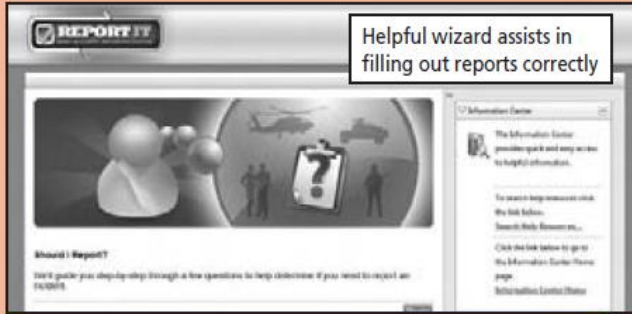 REPORT IT
Helpful wizard assists in
filling out reports correctly
Information Center
The Information Center
provides quick and easy access
to helpful information.
To search help resources click
the link below.
Search Help Resources...
Click the link below to go to
the Information Center Home
page.
Information Center Home
Should I Report?
We'll guide you step-by-step through a few questions to help determine if you need to report an
incident.